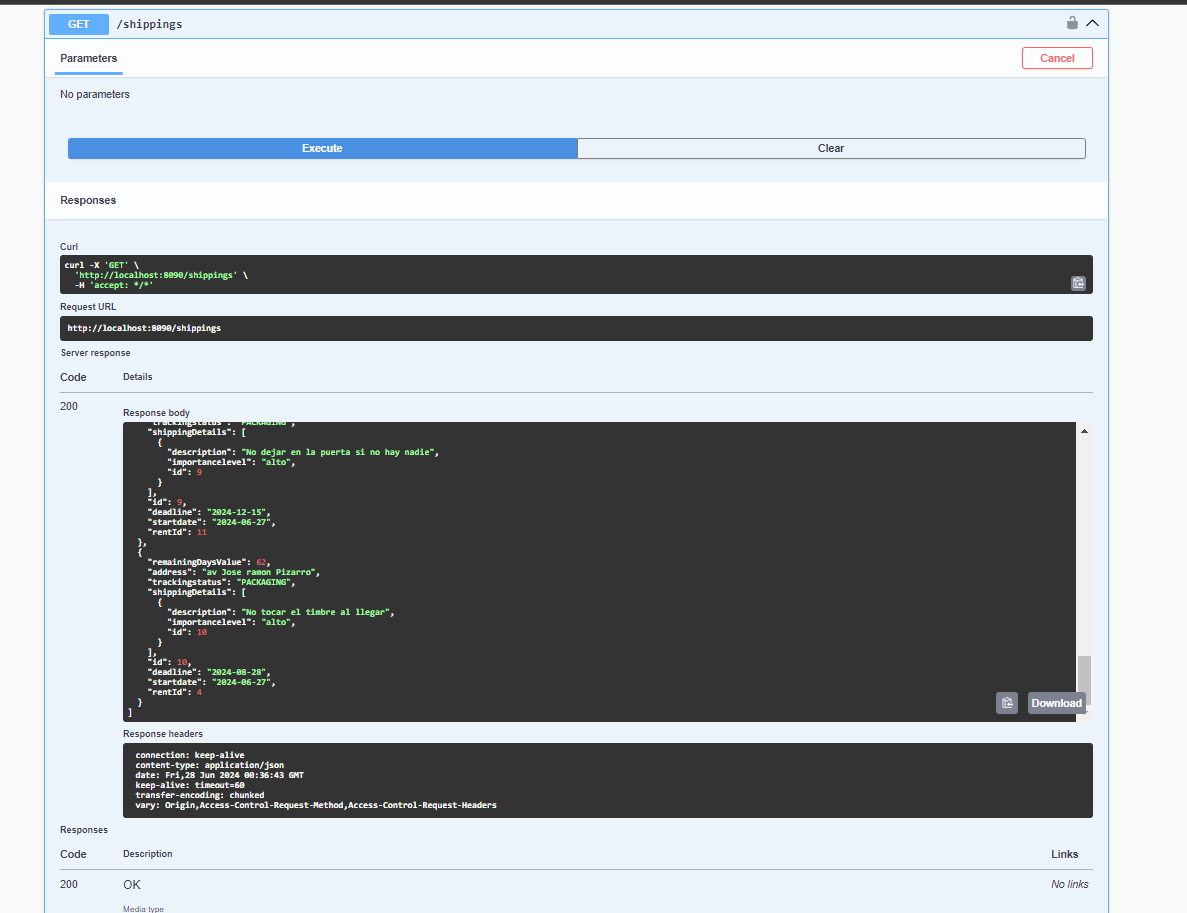 GET /shippings
Parameters
Cancel
No parameters
Execute
Clear
Responses
Curl
curl -X 'GET' \
'http://localhost:8090/shippings' \
-H 'accept: */*'
Request URL
http://localhost:8090/shippings
Server response
Code Details
200
Response body
"trackingstatus": "PACKAGING",
"shippingDetails": [
{
"description": "No dejar en la puerta si no hay nadie",
"importancelevel": "alto",
"id": 9
}
],
"id": 9,
"deadline": "2024-12-15",
"startdate": "2024-06-27",
"rentId": 11
},
{
"remainingDaysValue": 62,
"address": "av Jose ramon Pizarro",
"trackingstatus": "PACKAGING",
"shippingDetails": [
{
"description": "No tocar el timbre al llegar",
"importancelevel": "alto",
"id": 10
}
],
"id": 10,
"deadline": "2024-08-28",
"startdate": "2024-06-27",
"rentId": 4
}
]
Download
Response headers
connection: keep-alive
content-type: application/json
date: Fri,28 Jun 2024 00:36:43 GMT
keep-alive: timeout=60
transfer-encoding: chunked
vary: Origin,Access-Control-Request-Method,Access-Control-Request-Headers
Responses
Code Description Links
200 OK No links
Media type